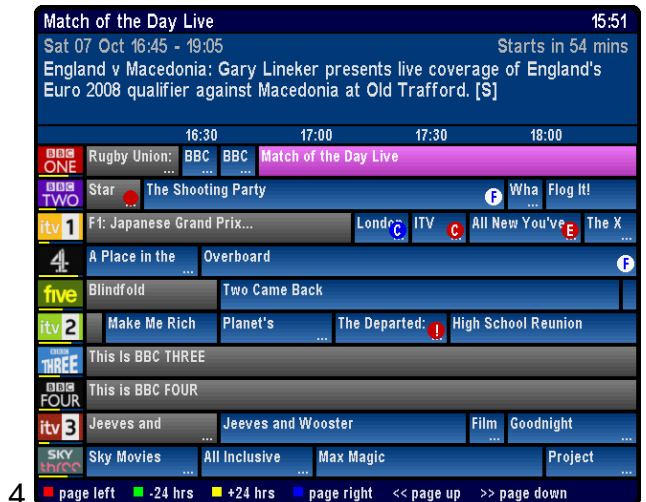 Match of the Day Live 15:51
Sat 07 Oct 16:45 - 19:05 Starts in 54 mins
England v Macedonia: Gary Lineker presents live coverage of England's
Euro 2008 qualifier against Macedonia at Old Trafford. [S]
16:30 17:00 17:30 18:00
BBC ONE Rugby Union: ... BBC ... BBC ... Match of the Day Live
BBC TWO Star ... The Shooting Party F Wha ... Flog It!
itv 1 F1: Japanese Grand Prix... London ... C ITV ... C All New You've ... E The X ...
4 A Place in the ... Overboard F
five Blindfold Two Came Back
itv 2 Make Me Rich Planet's ... The Departed: ... ! High School Reunion
BBC THREE This Is BBC THREE
BBC FOUR This is BBC FOUR
itv 3 Jeeves and ... Jeeves and Wooster Film ... Goodnight ...
SKY three Sky Movies ... All Inclusive ... Max Magic Project ...
4 page left -24 hrs +24 hrs page right << page up >> page down